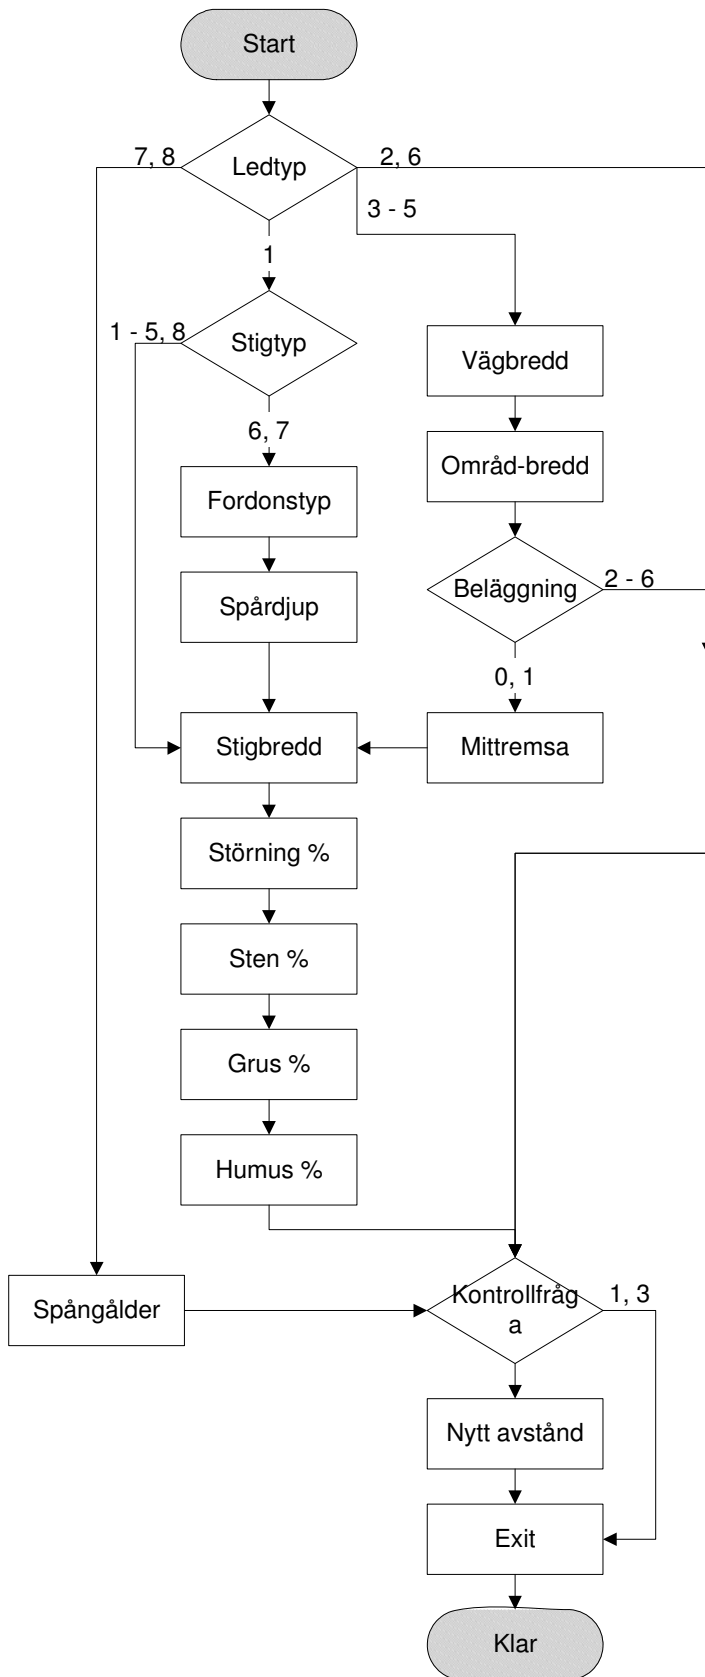 Start
Ledtyp
7, 8
2, 6
3 - 5
1
Stigtyp
1 - 5, 8
6, 7
Vägbredd
Områd-bredd
Fordonstyp
Beläggning
2 - 6
Spårdjup
0, 1
Stigbredd
Mittremsa
Störning %
Sten %
Grus %
Humus %
Spångålder
Kontrollfråg
a
1, 3
Nytt avstånd
Exit
Klar